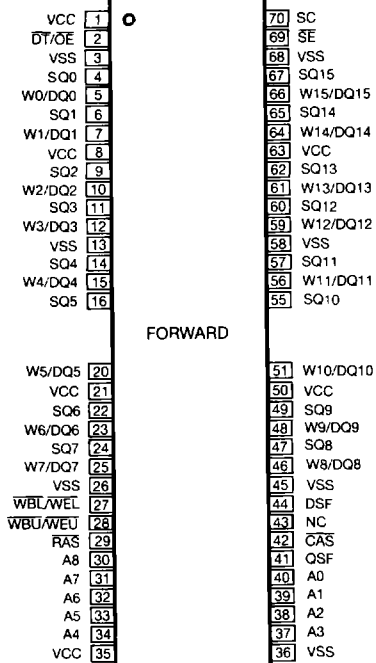 VCC 1 70 SC
DT/OE 2 69 SE
VSS 3 68 VSS
SQ0 4 67 SQ15
W0/DQ0 5 66 W15/DQ15
SQ1 6 65 SQ14
W1/DQ1 7 64 W14/DQ14
VCC 8 63 VCC
SQ2 9 62 SQ13
W2/DQ2 10 61 W13/DQ13
SQ3 11 60 SQ12
W3/DQ3 12 59 W12/DQ12
VSS 13 58 VSS
SQ4 14 57 SQ11
W4/DQ4 15 56 W11/DQ11
SQ5 16 55 SQ10
FORWARD
W5/DQ5 20 51 W10/DQ10
VCC 21 50 VCC
SQ6 22 49 SQ9
W6/DQ6 23 48 W9/DQ9
SQ7 24 47 SQ8
W7/DQ7 25 46 W8/DQ8
VSS 26 45 VSS
WBL/WEL 27 44 DSF
WBU/WEU 28 43 NC
RAS 29 42 CAS
A8 30 41 QSF
A7 31 40 A0
A6 32 39 A1
A5 33 38 A2
A4 34 37 A3
VCC 35 36 VSS